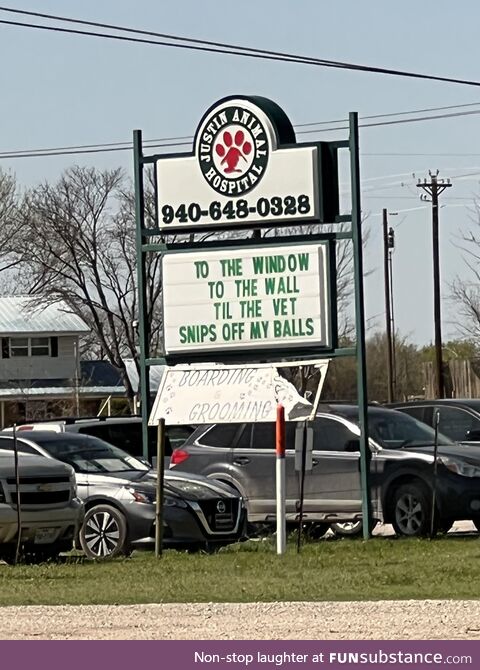 JUSTIN ANIMAL
HOSPITAL
940-648-0328
TO THE WINDOW
TO THE WALL
TIL THE VET
SNIPS OFF MY BALLS
BOARDING
&
GROOMING
Non-stop laughter at FUNsubstance.com